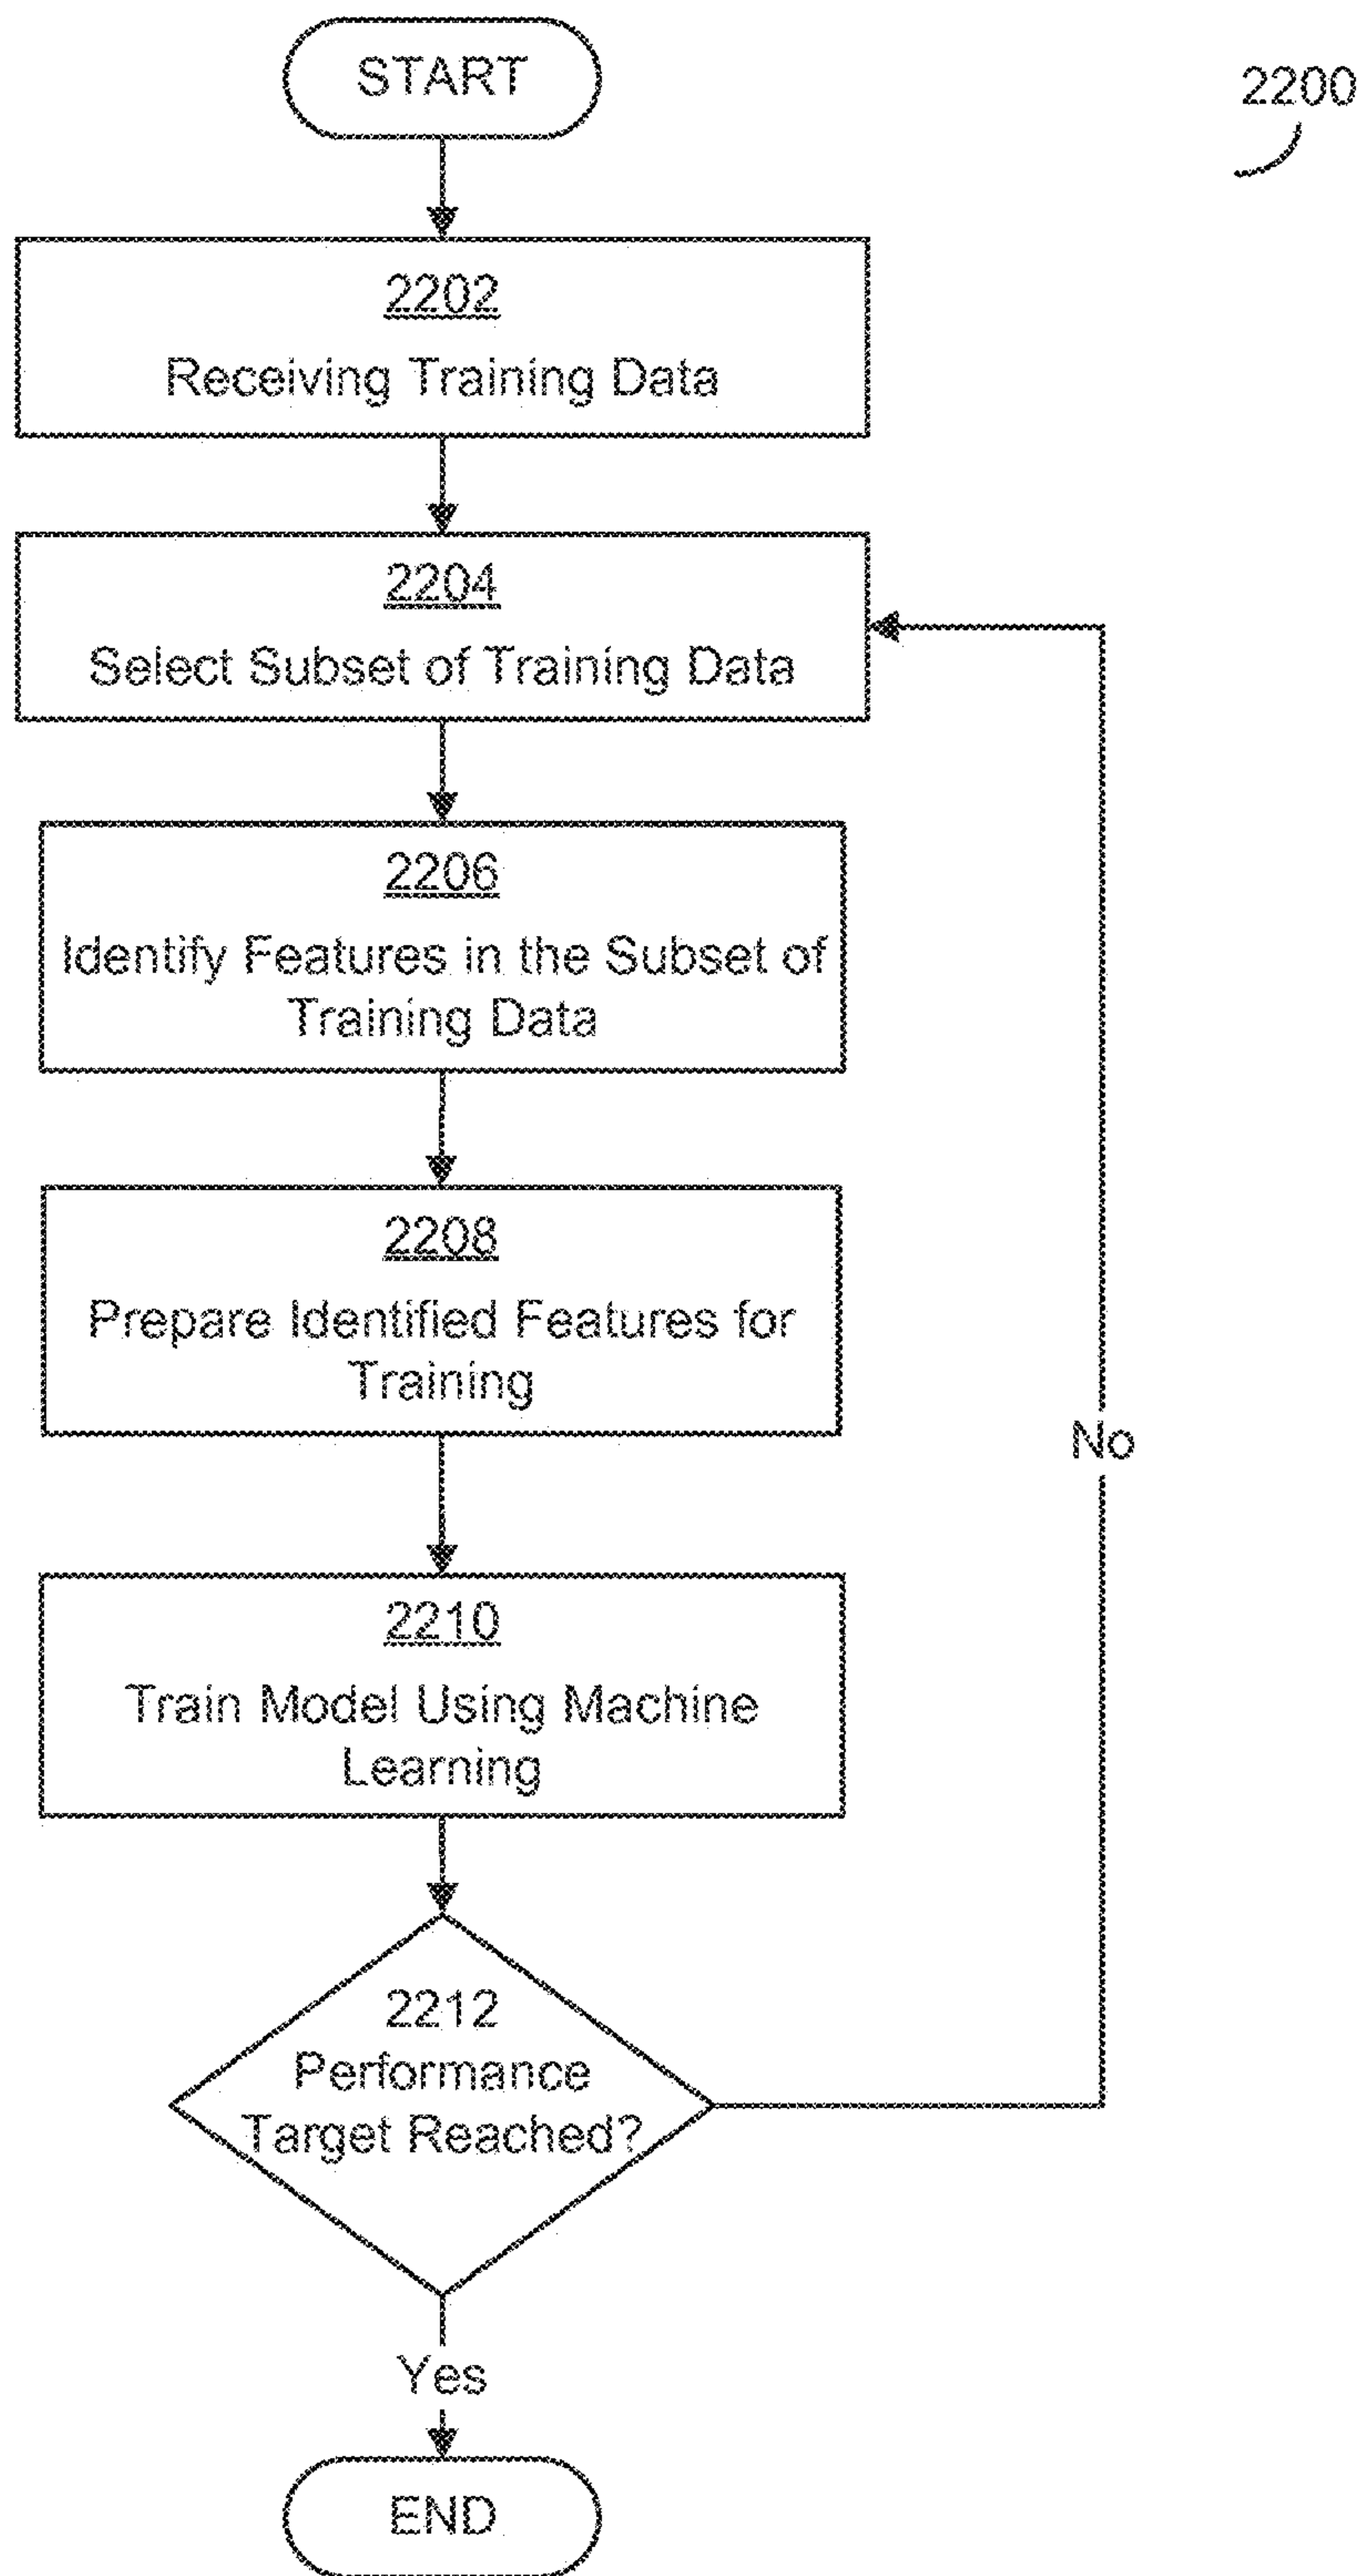 START
2200
2202
Receiving Training Data
2204
Select Subset of Training Data
2206
Identify Features in the Subset of
Training Data
2208
Prepare Identified Features for
Training
2210
Train Model Using Machine
Learning
No
2212
Performance
Target Reached?
Yes
END